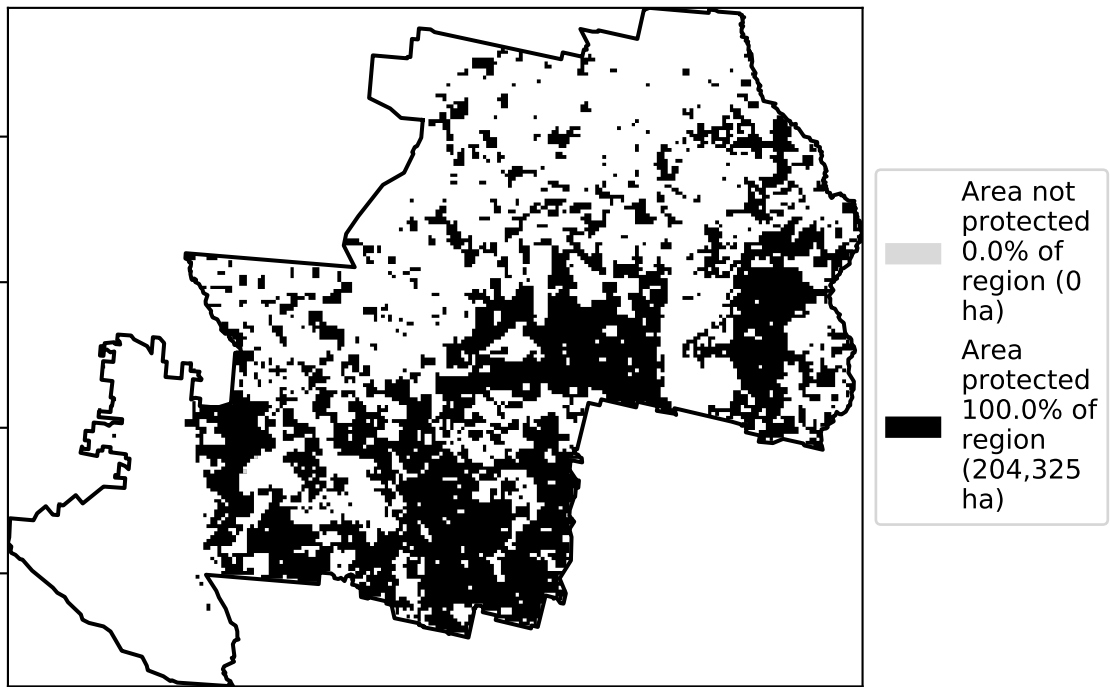 Area not
protected
0.0% of
region (0
ha)
Area
protected
100.0% of
region
(204,325
ha)